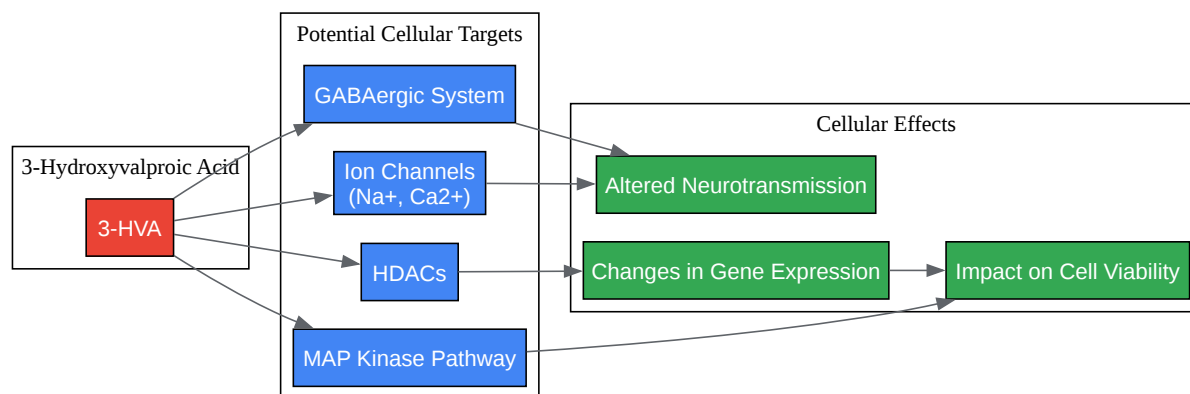 3-Hydroxyvalproic Acid
3-HVA
Potential Cellular Targets
GABAergic System
Ion Channels
(Na+, Ca2+)
HDACs
MAP Kinase Pathway
Cellular Effects
Altered Neurotransmission
Changes in Gene Expression
Impact on Cell Viability